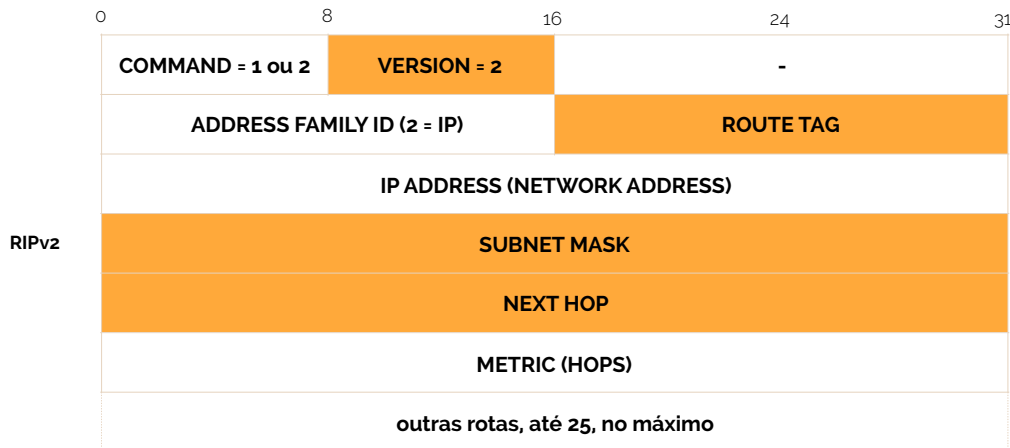 0 8 16 24 31
COMMAND = 1 ou 2 VERSION = 2 -
ADDRESS FAMILY ID (2 = IP) ROUTE TAG
IP ADDRESS (NETWORK ADDRESS)
RIPv2 SUBNET MASK
NEXT HOP
METRIC (HOPS)
outras rotas, até 25, no máximo